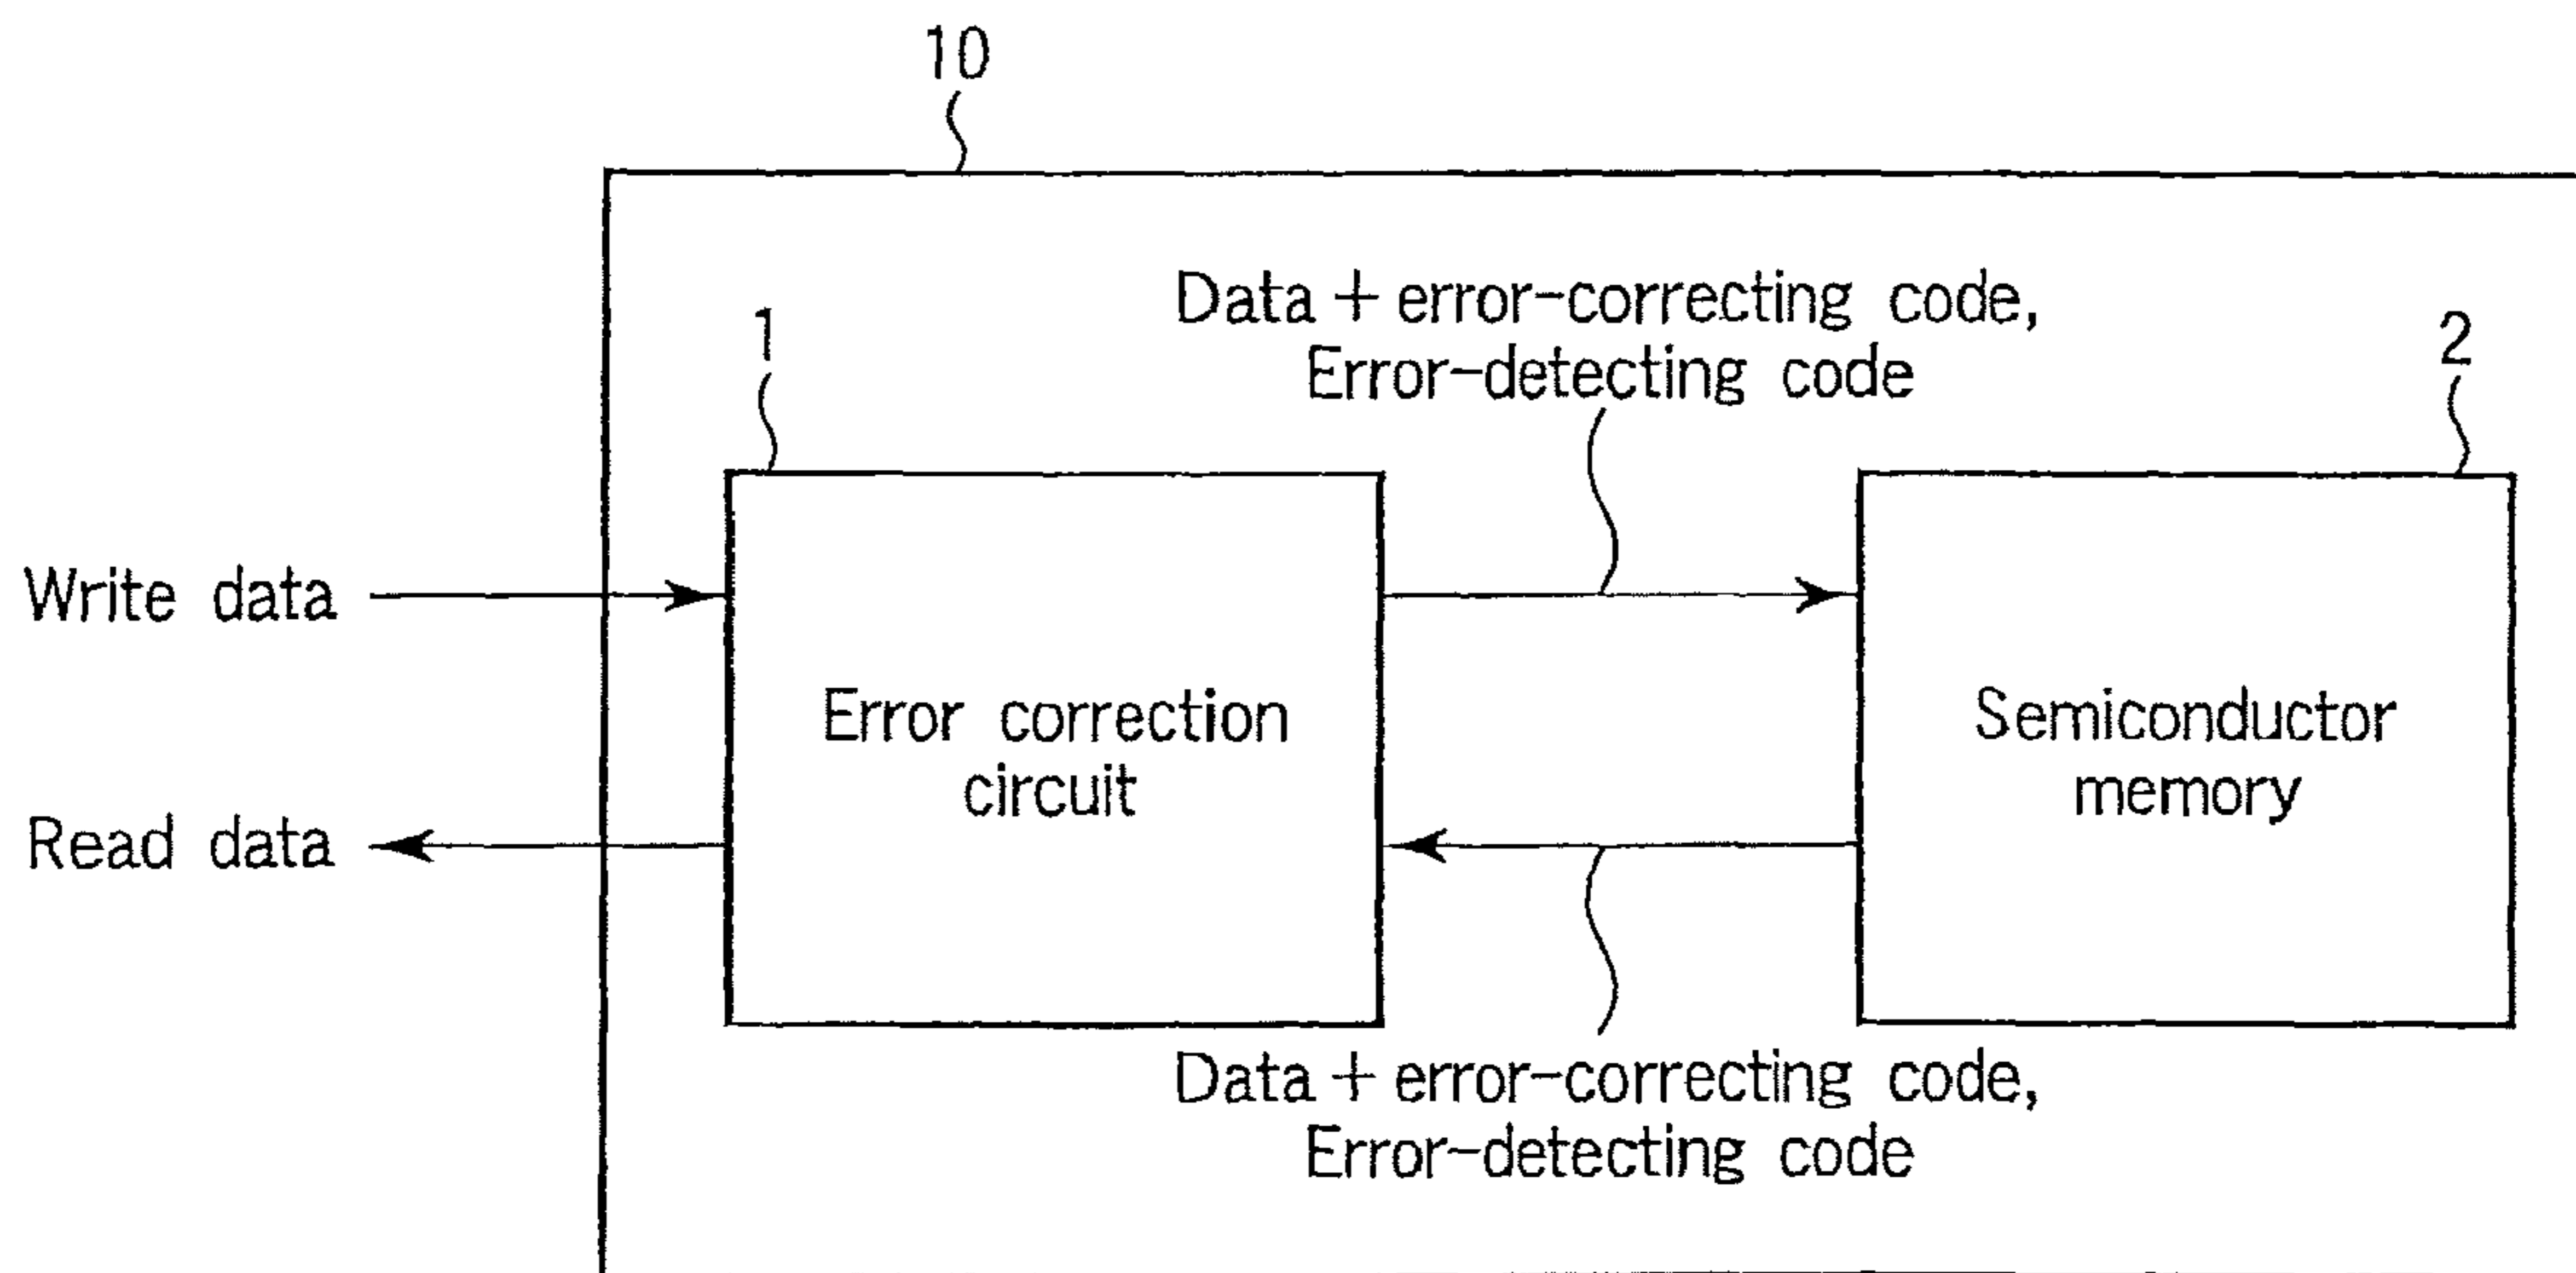 10
Data + error-correcting code,
Error-detecting code
1
2
Write data
Error correction
circuit
Semiconductor
memory
Read data
Data + error-correcting code,
Error-detecting code